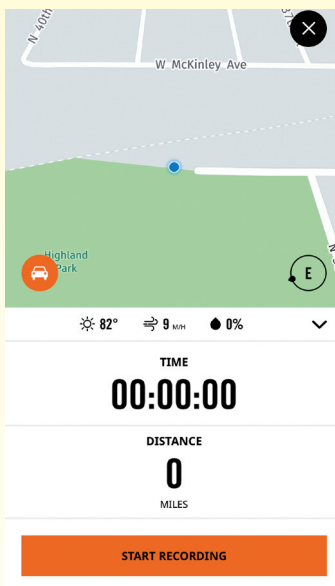 N 40th
W McKinley Ave
Highland
Park
E
82° 9 M/H 0%
TIME
00:00:00
DISTANCE
0
MILES
START RECORDING